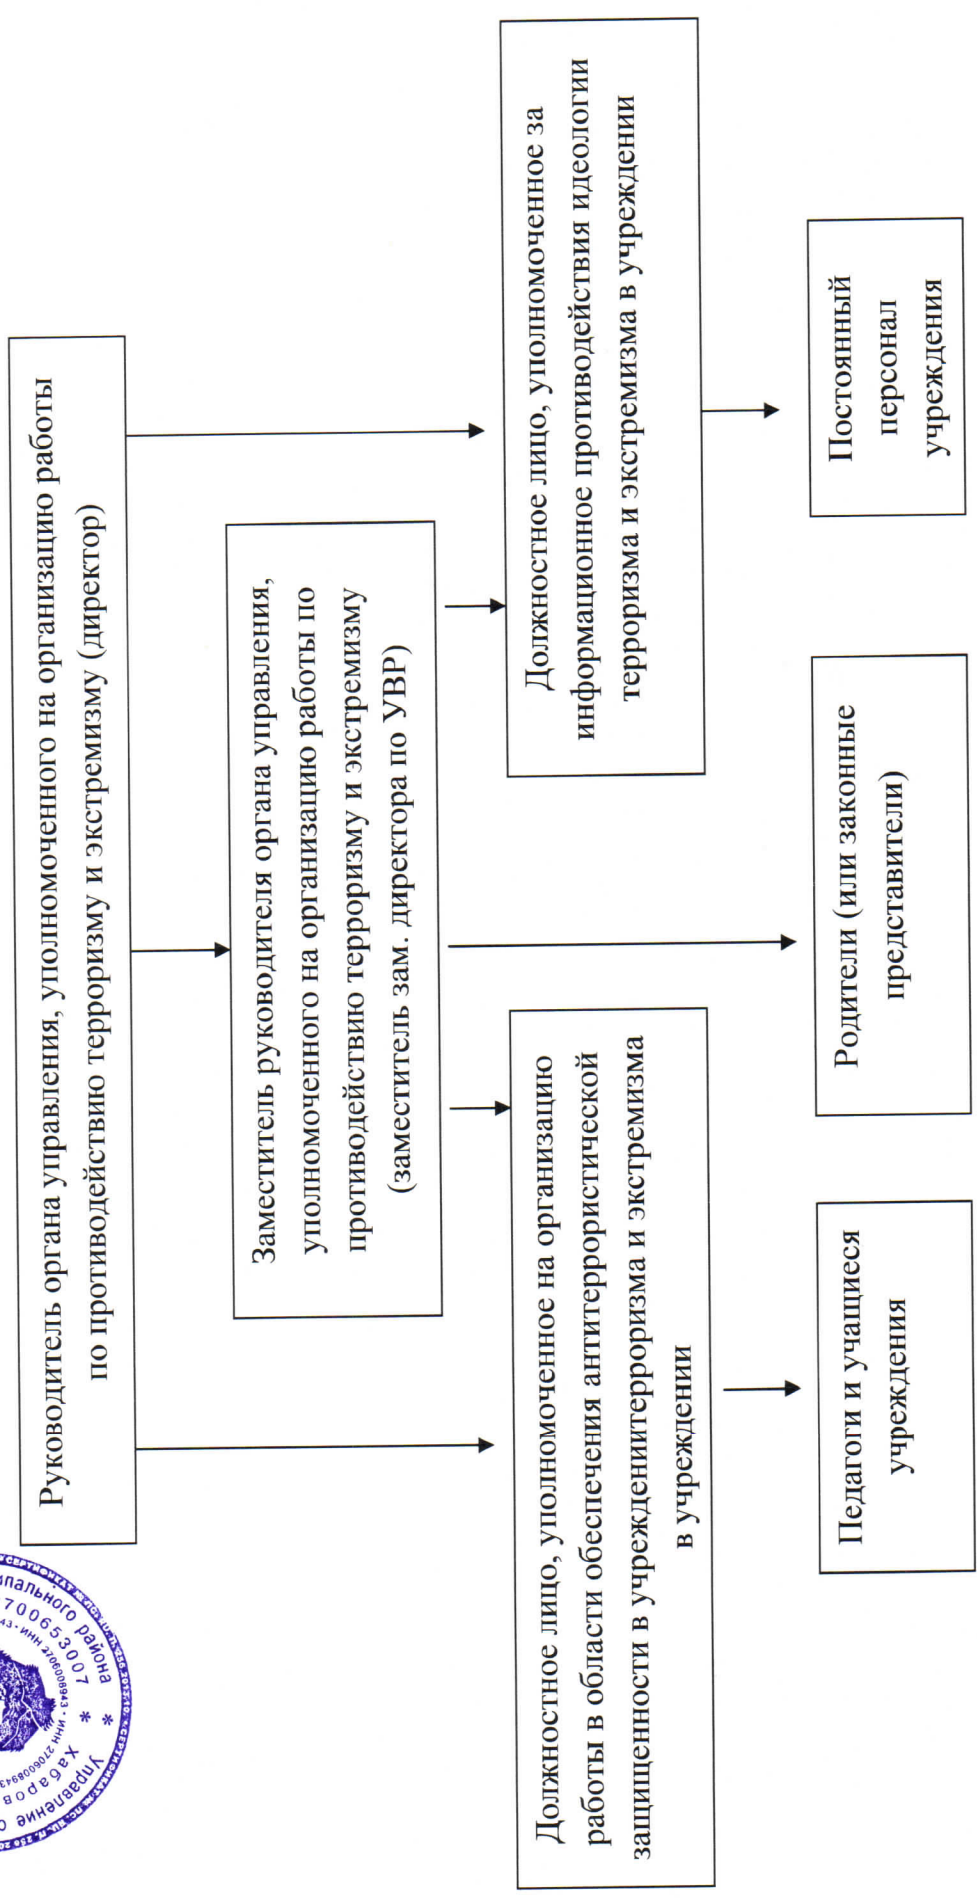 Руководитель органа управления, уполномоченного на организацию работы
по противодействию терроризму и экстремизму (директор)
Заместитель руководителя органа управления,
уполномоченного на организацию работы по
противодействию терроризму и экстремизму
(заместитель зам. директора по УВР)
Должностное лицо, уполномоченное на организацию
работы в области обеспечения антитеррористической
защищенности в учреждениитерроризма и экстремизма
в учреждении
Должностное лицо, уполномоченное за
информационное противодействия идеологии
терроризма и экстремизма в учреждении
Педагоги и учащиеся
учреждения
Родители (или законные
представители)
Постоянный
персонал
учреждения
района
Управление
2700653007
ИНН 2706008943